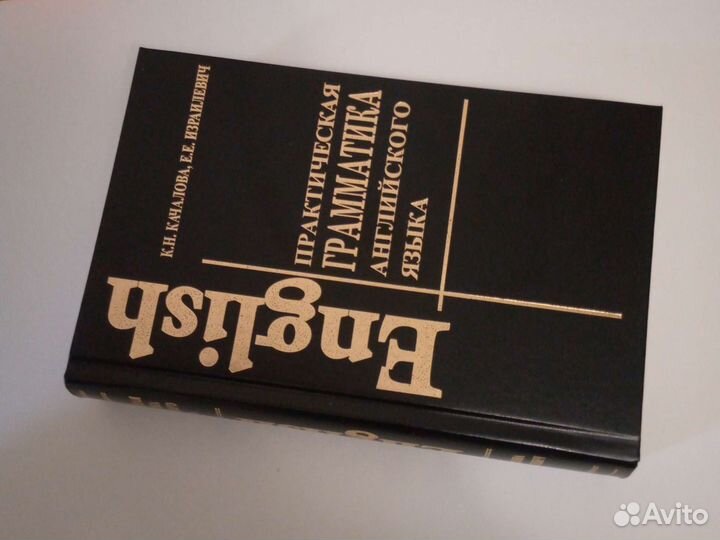 К.Н. КАЧАЛОВА, Е.Е. ИЗРАИЛЕВИЧ
ПРАКТИЧЕСКАЯ
ГРАММАТИКА
АНГЛИЙСКОГО
ЯЗЫКА
English
Avito